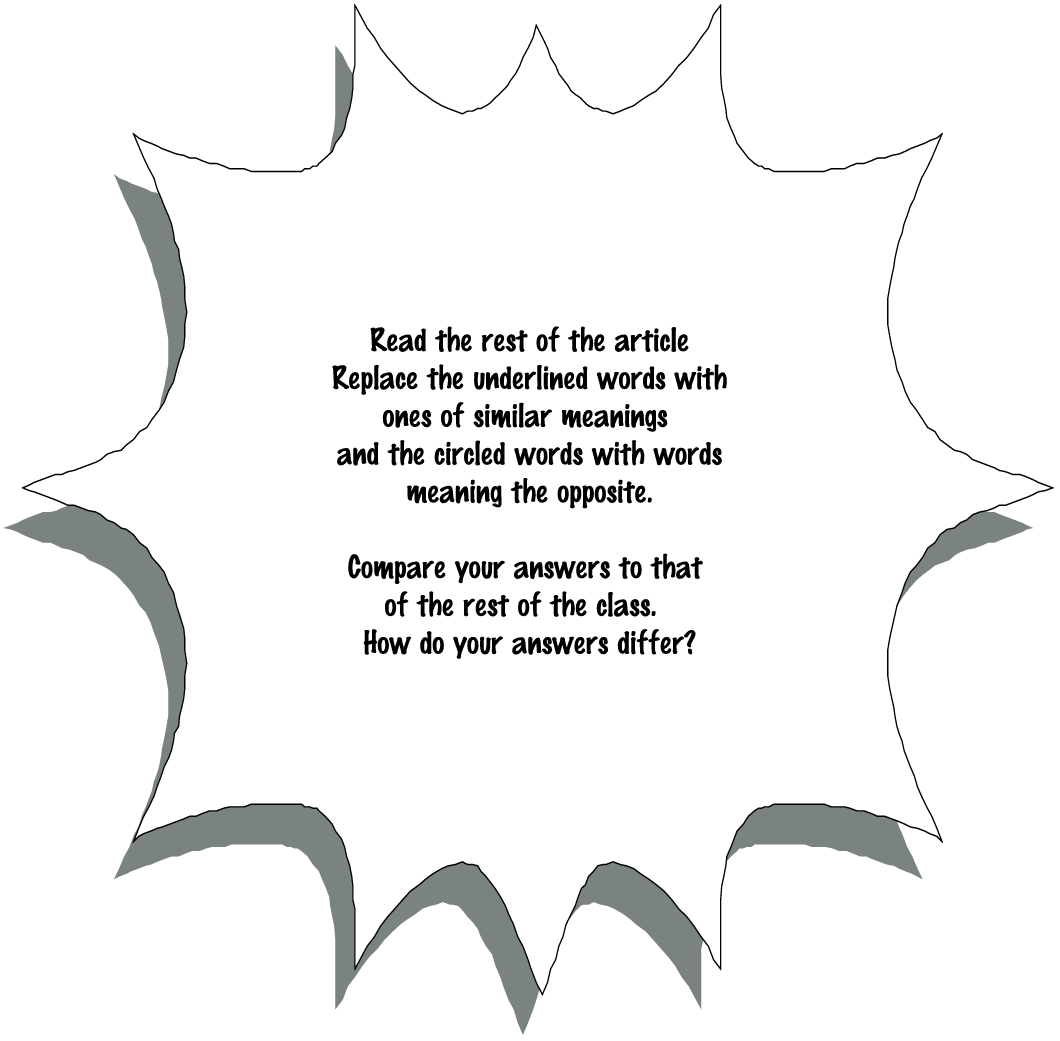 Read the rest of the article
Replace the underlined words with
ones of similar meanings
and the circled words with words
meaning the opposite.
Compare your answers to that
of the rest of the class.
How do your answers differ?